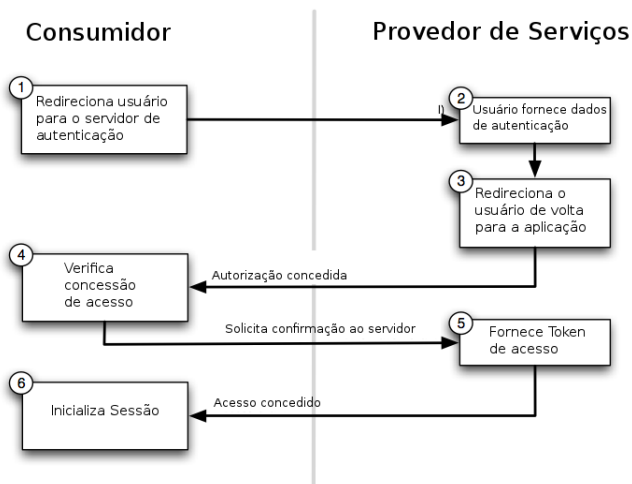 Consumidor
Provedor de Serviços
1
Redireciona usuário
para o servidor de
autenticação
I)
2
Usuário fornece dados
de autenticação
3
Redireciona o
usuário de volta
para a aplicação
4
Verifica
concessão
de acesso
Autorização concedida
Solicita confirmação ao servidor
5
Fornece Token
de acesso
6
Inicializa Sessão
Acesso concedido